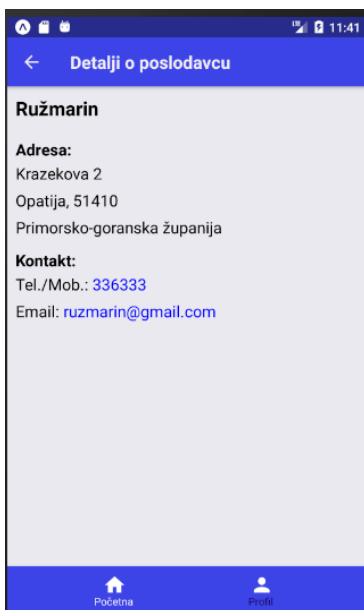 11:41
Detalji o poslodavcu
Ružmarin
Adresa:
Krazekova 2
Opatija, 51410
Primorsko-goranska županija
Kontakt:
Tel./Mob.: 336333
Email: ruzmarin@gmail.com
Početna
Profil